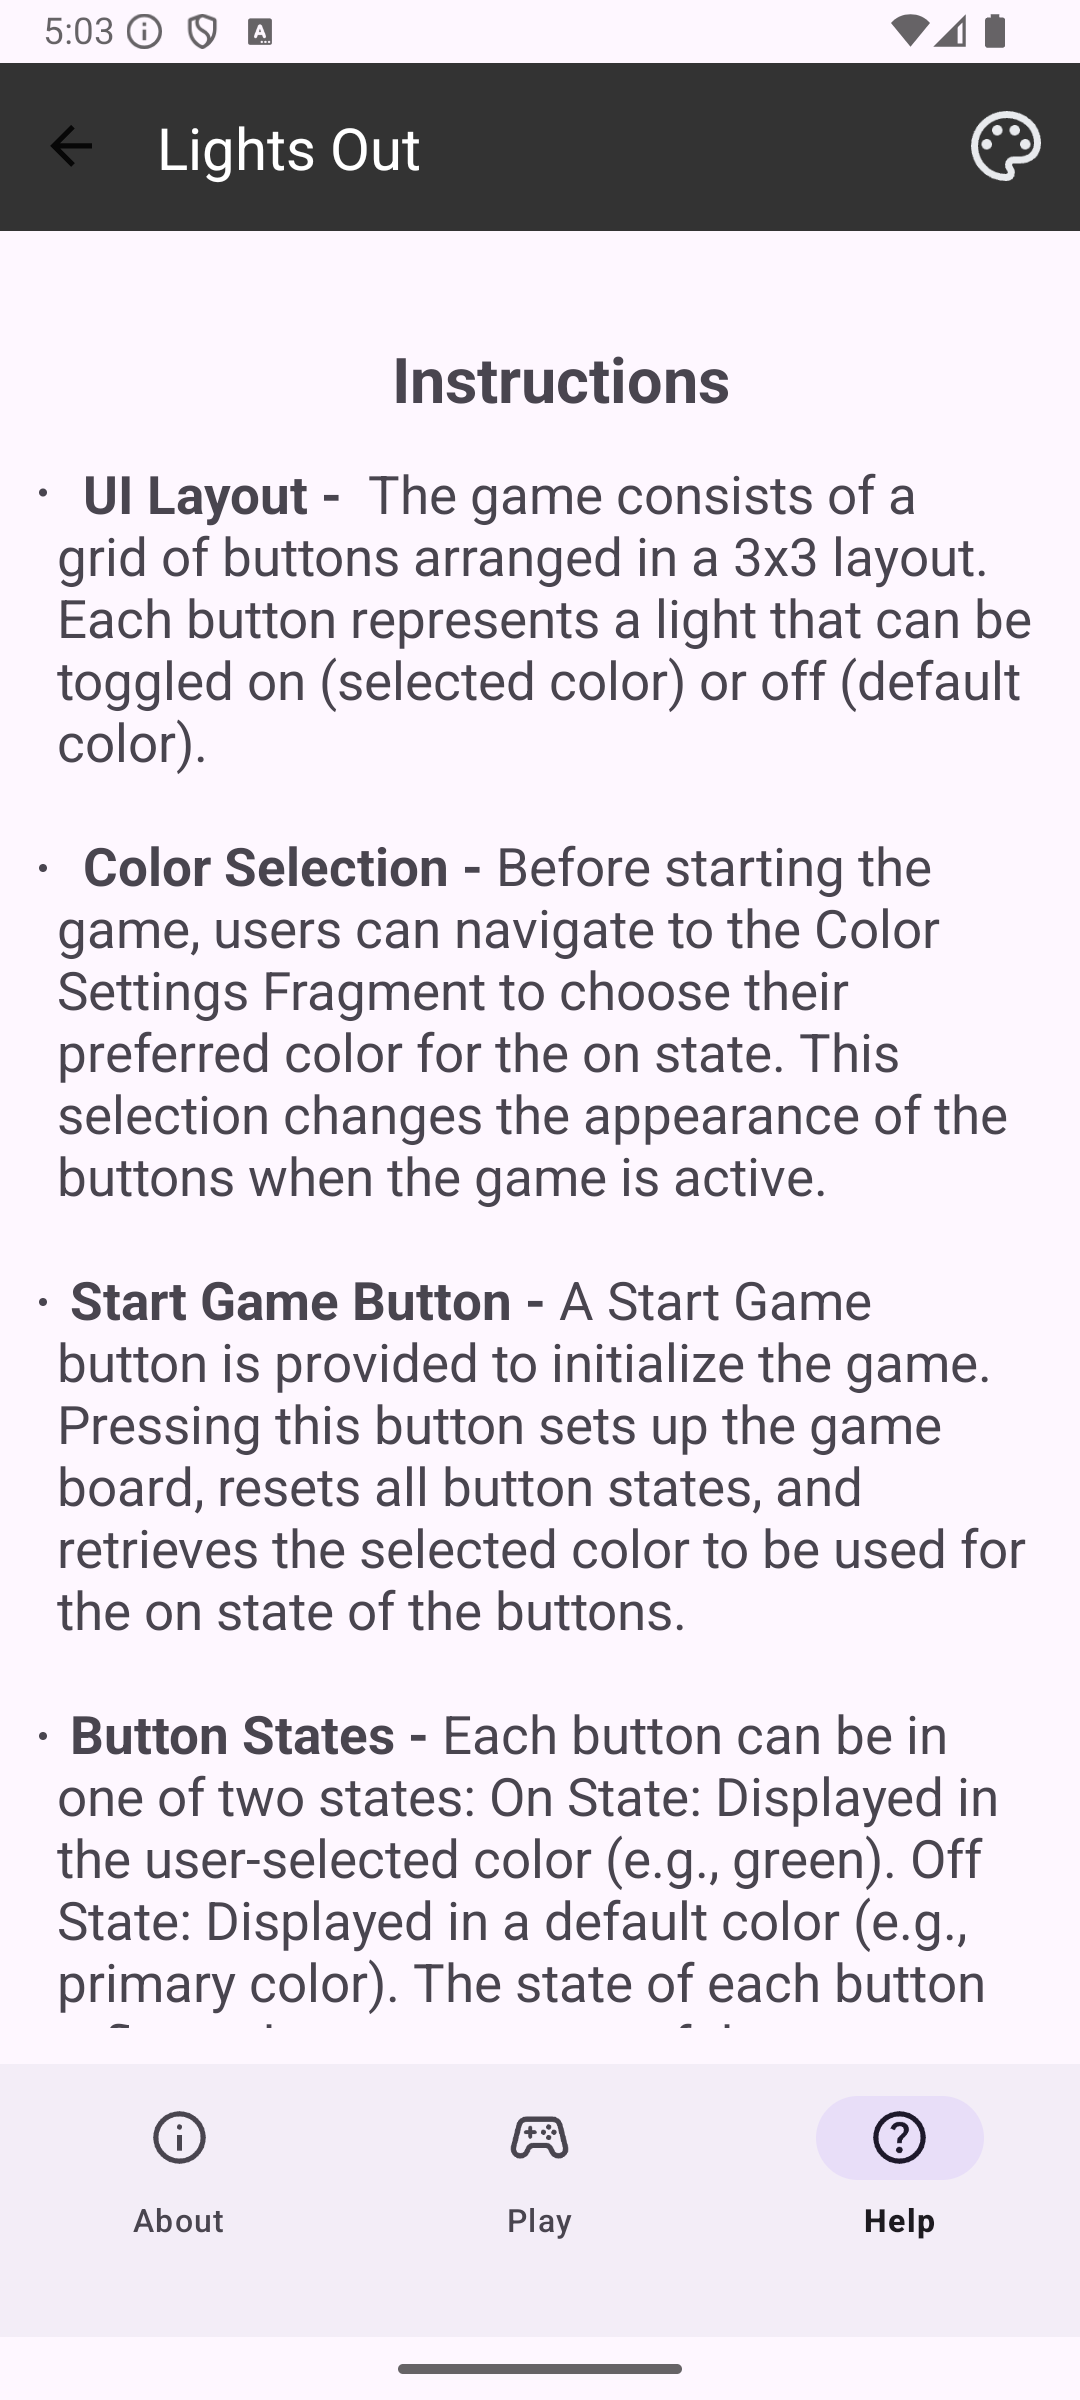 5:03
Lights Out
Instructions
· UI Layout - The game consists of a
grid of buttons arranged in a 3x3 layout.
Each button represents a light that can be
toggled on (selected color) or off (default
color).
· Color Selection - Before starting the
game, users can navigate to the Color
Settings Fragment to choose their
preferred color for the on state. This
selection changes the appearance of the
buttons when the game is active.
· Start Game Button - A Start Game
button is provided to initialize the game.
Pressing this button sets up the game
board, resets all button states, and
retrieves the selected color to be used for
the on state of the buttons.
· Button States - Each button can be in
one of two states: On State: Displayed in
the user-selected color (e.g., green). Off
State: Displayed in a default color (e.g.,
primary color). The state of each button
About
Play
Help